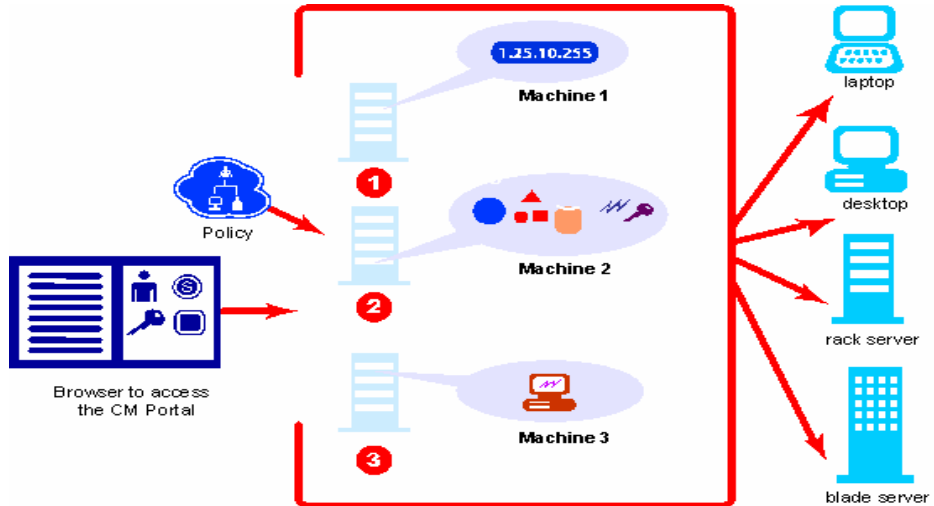 1.25.10.255
Machine 1
laptop
1
Policy
desktop
Machine 2
2
S
Browser to access
the CM Portal
rack server
Machine 3
3
blade server